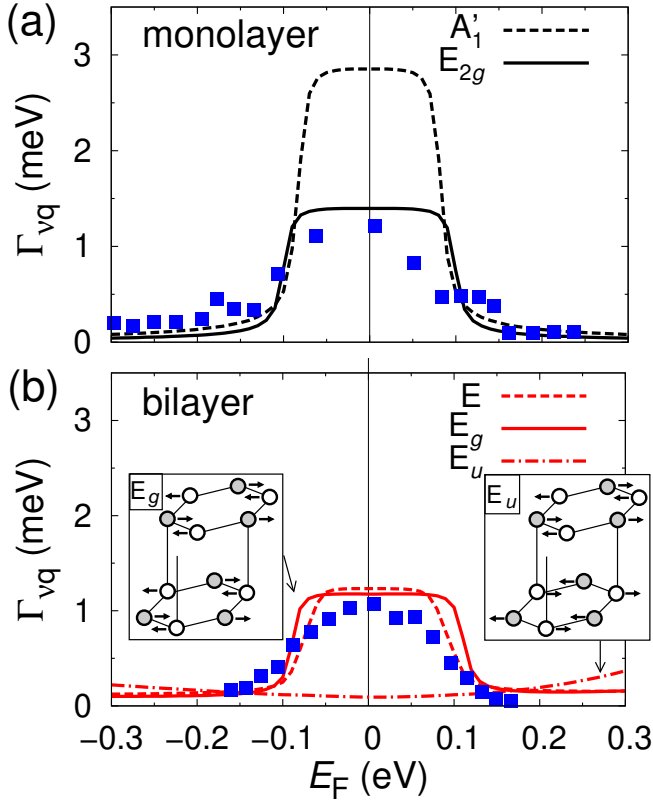 (a) monolayer
A′1
E2g
3
2
1
0
Γνq (meV)
(b) bilayer
E
Eg
Eu
Eg
Eu
3
2
1
0
Γνq (meV)
−0.3 −0.2 −0.1 0 0.1 0.2 0.3
EF (eV)